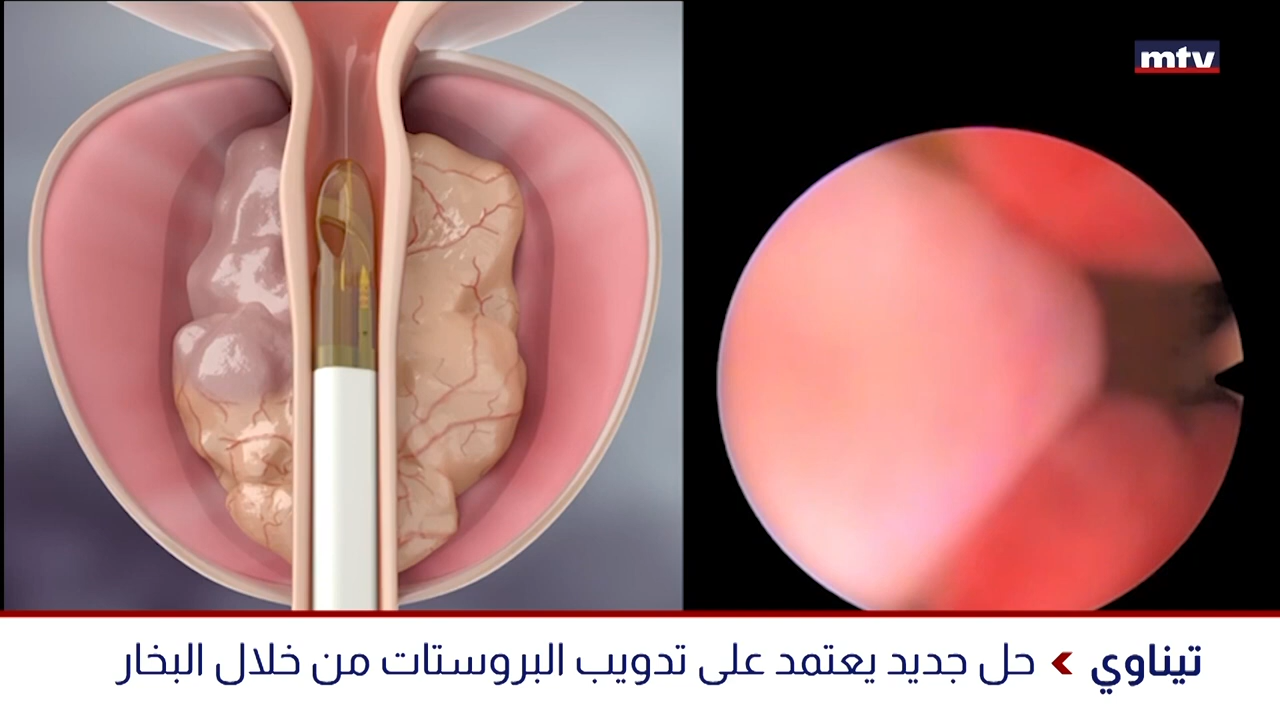 mtv
تيناوي > حل جديد يعتمد على تدويب البروستات من خلال البخار